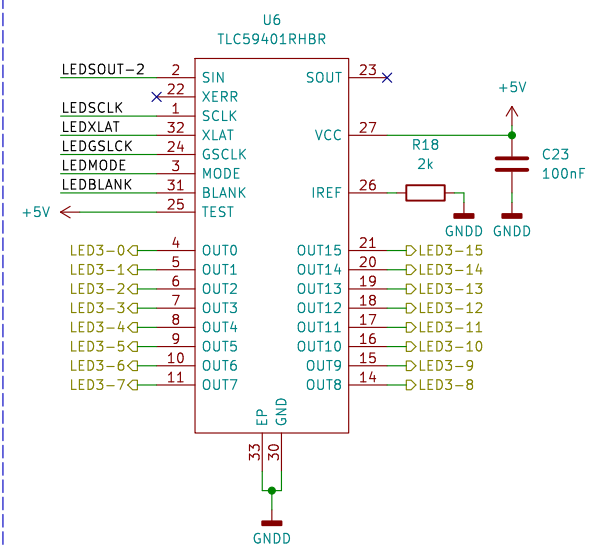 U6
TLC59401RHBR
LEDSOUT-2 2 SIN SOUT 23
22 XERR
+5V
LEDSCLK 1 SCLK
LEDXLAT 32 XLAT VCC 27
LEDGSLCK 24 GSCLK
R18
2k
C23
100nF
LEDMODE 3 MODE
LEDBLANK 31 BLANK IREF 26
+5V 25 TEST
GNDD GNDD
LED3-0 4 OUT0 OUT15 21 LED3-15
LED3-1 5 OUT1 OUT14 20 LED3-14
LED3-2 6 OUT2 OUT13 19 LED3-13
LED3-3 7 OUT3 OUT12 18 LED3-12
LED3-4 8 OUT4 OUT11 17 LED3-11
LED3-5 9 OUT5 OUT10 16 LED3-10
LED3-6 10 OUT6 OUT9 15 LED3-9
LED3-7 11 OUT7 OUT8 14 LED3-8
EP GND
33 30
GNDD